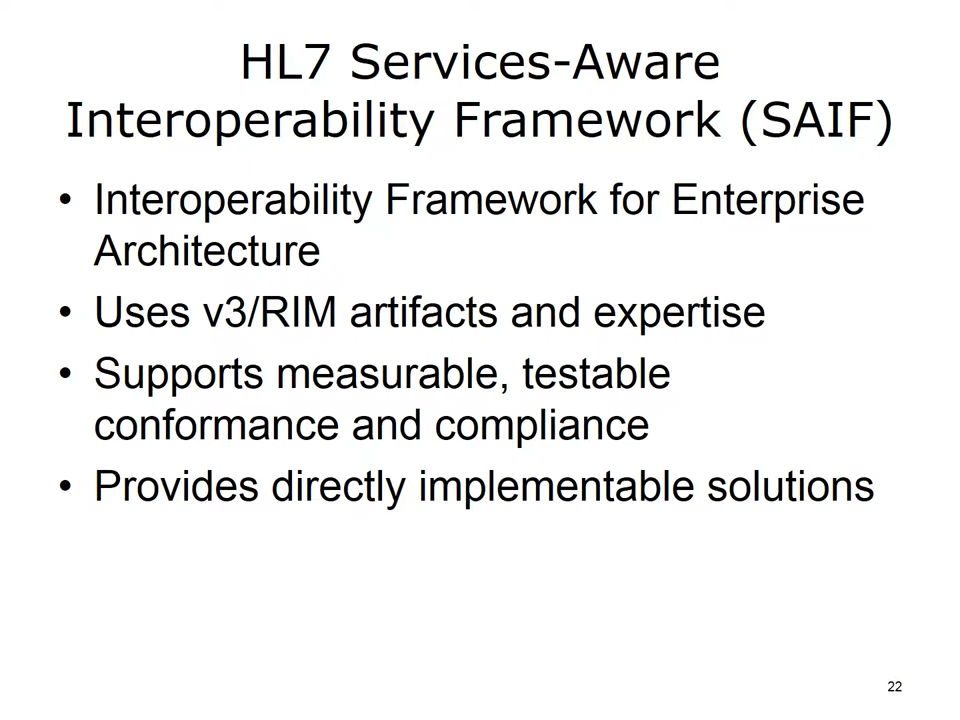 HL7 Services-Aware
Interoperability Framework (SAIF)
• Interoperability Framework for Enterprise
Architecture
• Uses v3/RIM artifacts and expertise
• Supports measurable, testable
conformance and compliance
• Provides directly implementable solutions
22